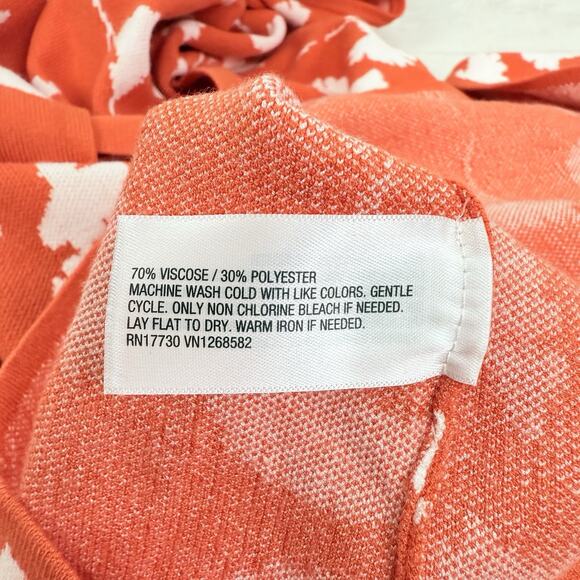 70% VISCOSE / 30% POLYESTER
MACHINE WASH COLD WITH LIKE COLORS. GENTLE
CYCLE. ONLY NON CHLORINE BLEACH IF NEEDED.
LAY FLAT TO DRY. WARM IRON IF NEEDED.
RN17730 VN1268582